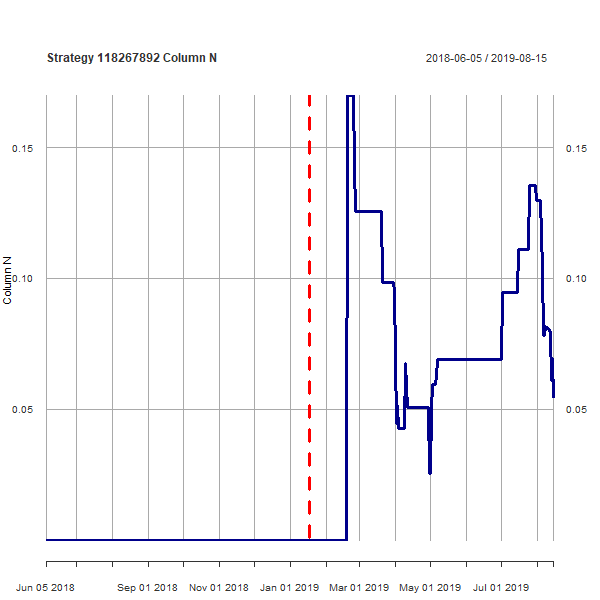 Strategy 118267892 Column N
2018-06-05 / 2019-08-15
0.15
0.15
0.10
0.10
Column N
0.05
0.05
Jun 05 2018
Sep 01 2018
Nov 01 2018
Jan 01 2019
Mar 01 2019
May 01 2019
Jul 01 2019